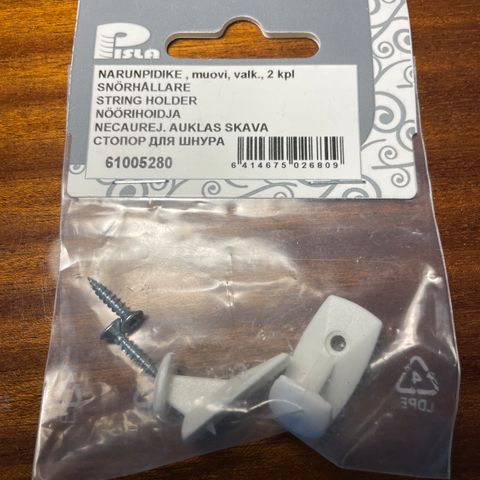 PISLA
NARUNPIDIKE , muovi, valk., 2 kpl
SNÖRHÅLLARE
STRING HOLDER
NÖÖRIHOIDJA
NECAUREJ. AUKLAS SKAVA
СТОПОР ДЛЯ ШНУРА
61005280
6 414675 026809
4
LDPE